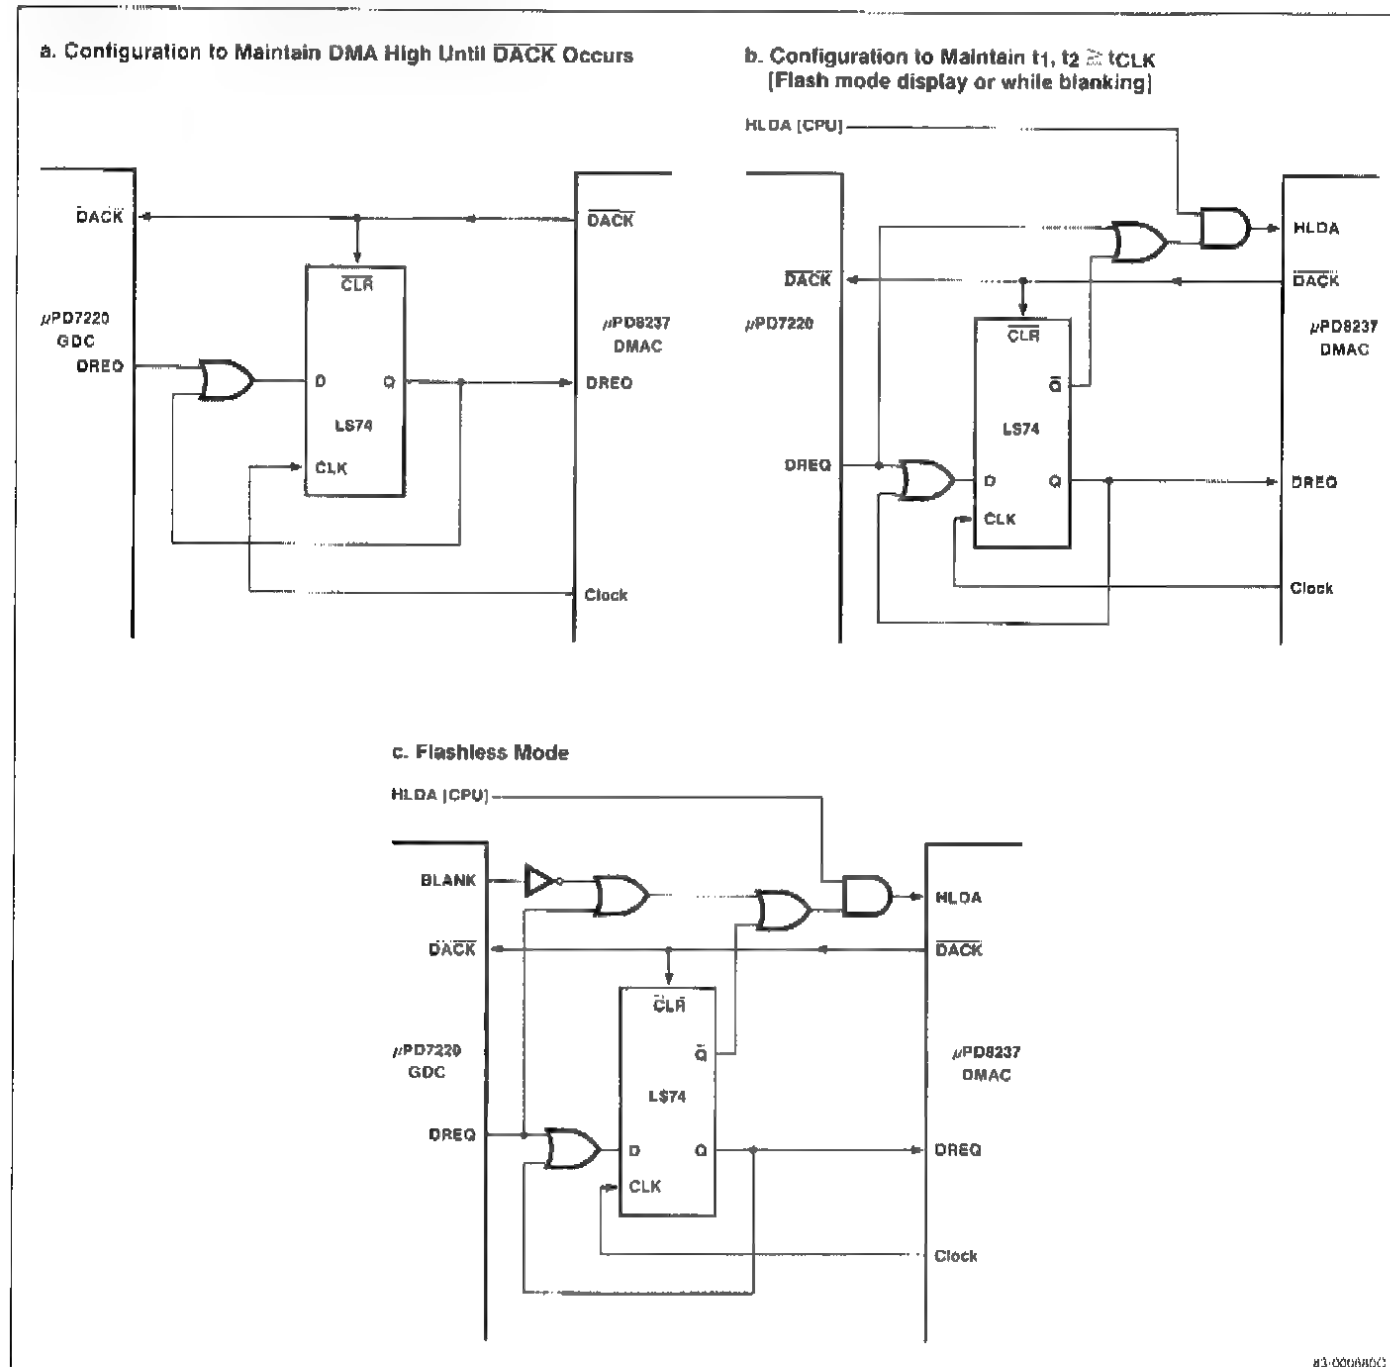 a. Configuration to Maintain DMA High Until DACK Occurs
DACK
DACK
CLR
μPD7220
GDC
μPD8237
DMAC
DREQ
D
Q
DREQ
LS74
CLK
Clock
b. Configuration to Maintain t1, t2 ≧ tCLK
[Flash mode display or while blanking]
HLDA [CPU]
HLDA
DACK
DACK
μPD7220
CLR
μPD8237
DMAC
Q
LS74
DREQ
D
Q
DREQ
CLK
Clock
c. Flashless Mode
HLDA [CPU]
BLANK
HLDA
DACK
DACK
CLR
μPD7220
GDC
Q
μPD8237
DMAC
LS74
DREQ
D
Q
DREQ
CLK
Clock